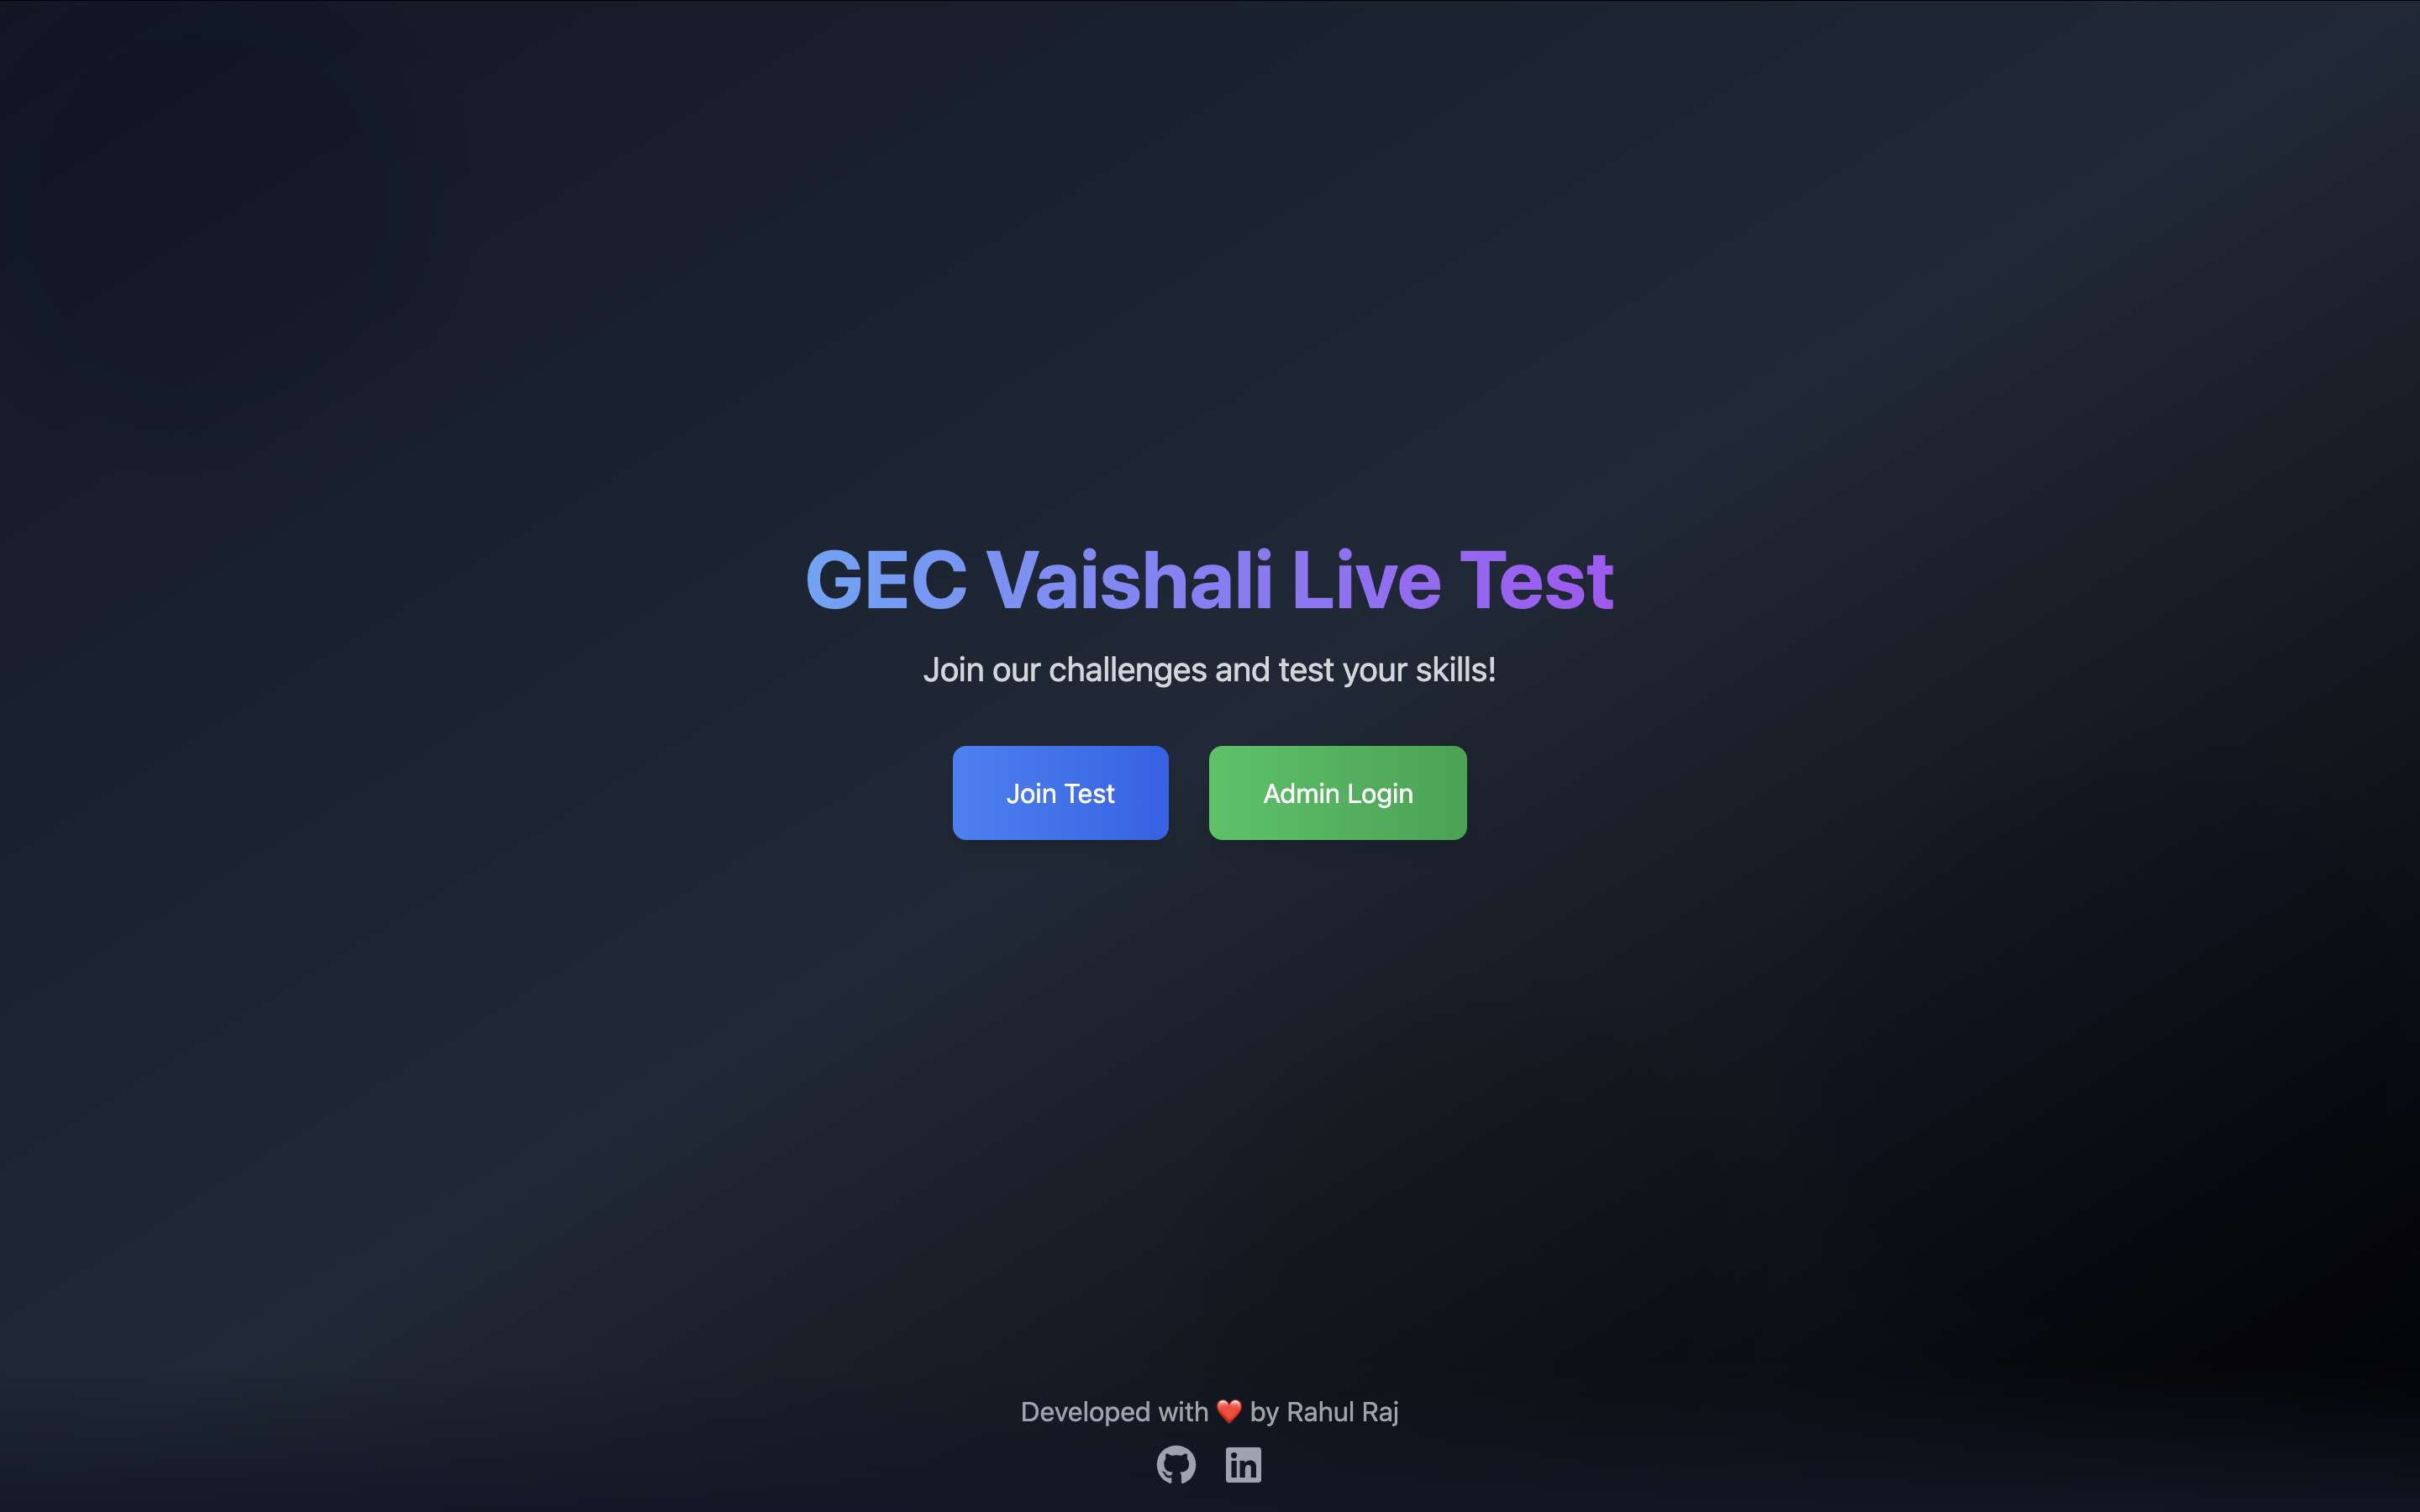 GEC Vaishali Live Test
Join our challenges and test your skills!
Join Test
Admin Login
Developed with ❤️ by Rahul Raj
in